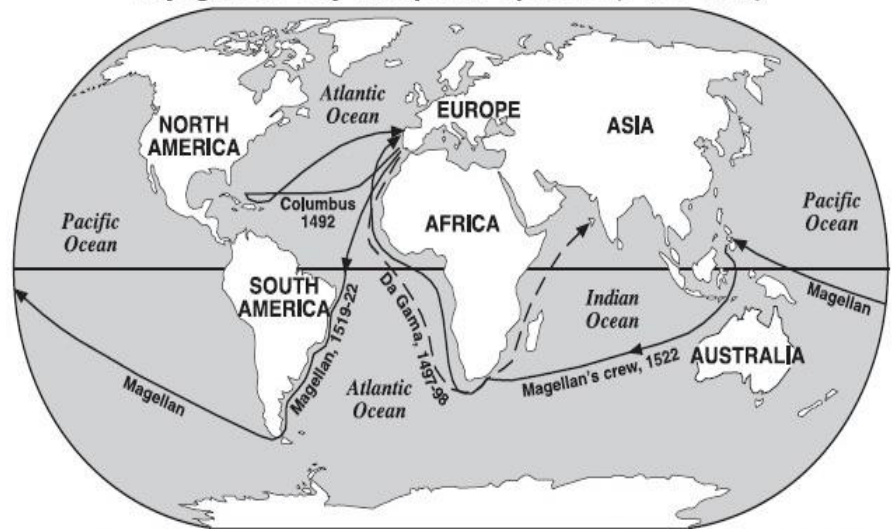 Atlantic
Ocean
EUROPE
ASIA
NORTH
AMERICA
Columbus
1492
Pacific
Ocean
AFRICA
Pacific
Ocean
SOUTH
AMERICA
Da Gama, 1497-98
Magellan, 1519-22
Indian
Ocean
Magellan
Magellan
Atlantic
Ocean
Magellan's crew, 1522
AUSTRALIA